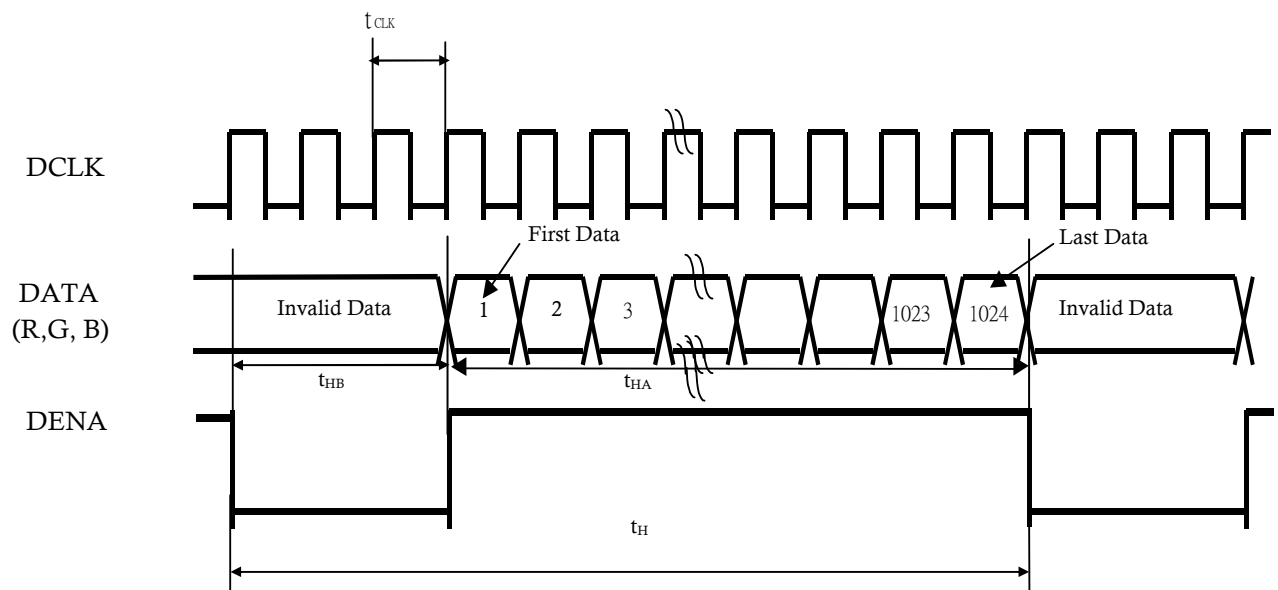 tCLK
DCLK
First Data
Last Data
DATA
(R,G, B)
Invalid Data
1
2
3
1023
1024
Invalid Data
tHB
tHA
DENA
tH